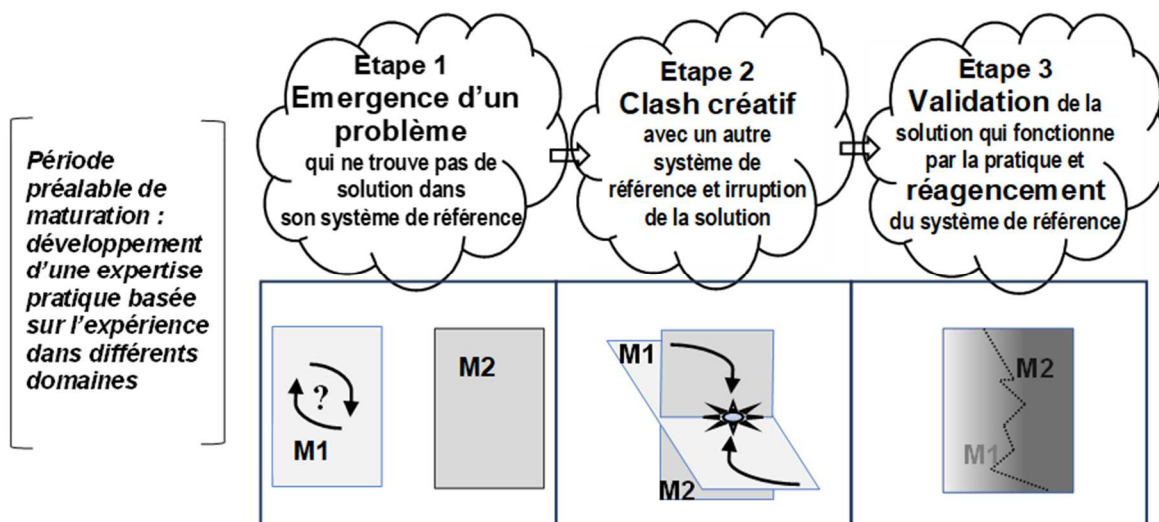 Période
préalable de
maturation :
développement
d'une expertise
pratique basée
sur l'expérience
dans différents
domaines
Etape 1
Emergence d'un
problème
qui ne trouve pas de
solution dans
son système de référence
Etape 2
Clash créatif
avec un autre
système de
référence et irruption
de la solution
Etape 3
Validation de la
solution qui fonctionne
par la pratique et
réagencement
du système de référence
?
M1
M2
M1
M2
M2
M1